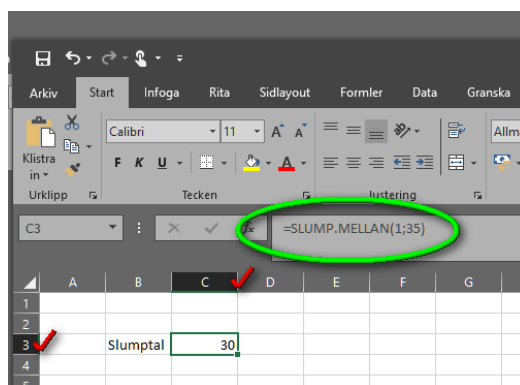 Arkiv Start Infoga Rita Sidlayout Formler Data Granska
Klistra in
Calibri 11 A A Allm
F K U A
Urklipp Tecken Justering
C3 fx =SLUMP.MELLAN(1;35)
A B C D E F G
1
2
3 Slumptal 30
4